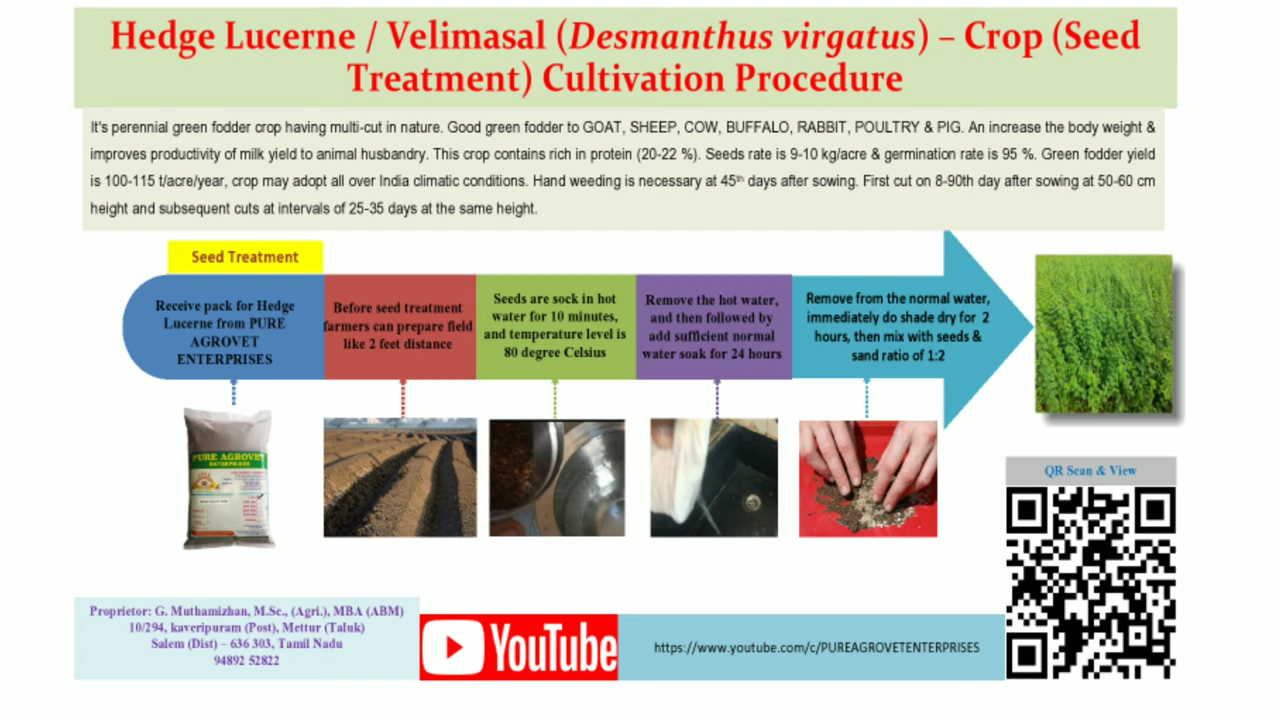 Hedge Lucerne / Velimasal (Desmanthus virgatus) – Crop (Seed
Treatment) Cultivation Procedure
It's perennial green fodder crop having multi-cut in nature. Good green fodder to GOAT, SHEEP, COW, BUFFALO, RABBIT, POULTRY & PIG. An increase the body weight &
improves productivity of milk yield to animal husbandry. This crop contains rich in protein (20-22 %). Seeds rate is 9-10 kg/acre & germination rate is 95 %. Green fodder yield
is 100-115 t/acre/year, crop may adopt all over India climatic conditions. Hand weeding is necessary at 45th days after sowing. First cut on 8-90th day after sowing at 50-60 cm
height and subsequent cuts at intervals of 25-35 days at the same height.
Seed Treatment
Receive pack for Hedge
Lucerne from PURE
AGROVET
ENTERPRISES
Before seed treatment
farmers can prepare field
like 2 feet distance
Seeds are sock in hot
water for 10 minutes,
and temperature level is
80 degree Celsius
Remove the hot water,
and then followed by
add sufficient normal
water soak for 24 hours
Remove from the normal water,
immediately do shade dry for 2
hours, then mix with seeds &
sand ratio of 1:2
PURE AGROVET
ENTERPRISES
QR Scan & View
Proprietor: G. Muthamizhan, M.Sc., (Agri.), MBA (ABM)
10/294, kaveripuram (Post), Mettur (Taluk)
Salem (Dist) – 636 303, Tamil Nadu
94892 52822
YouTube
https://www.youtube.com/c/PUREAGROVETENTERPRISES